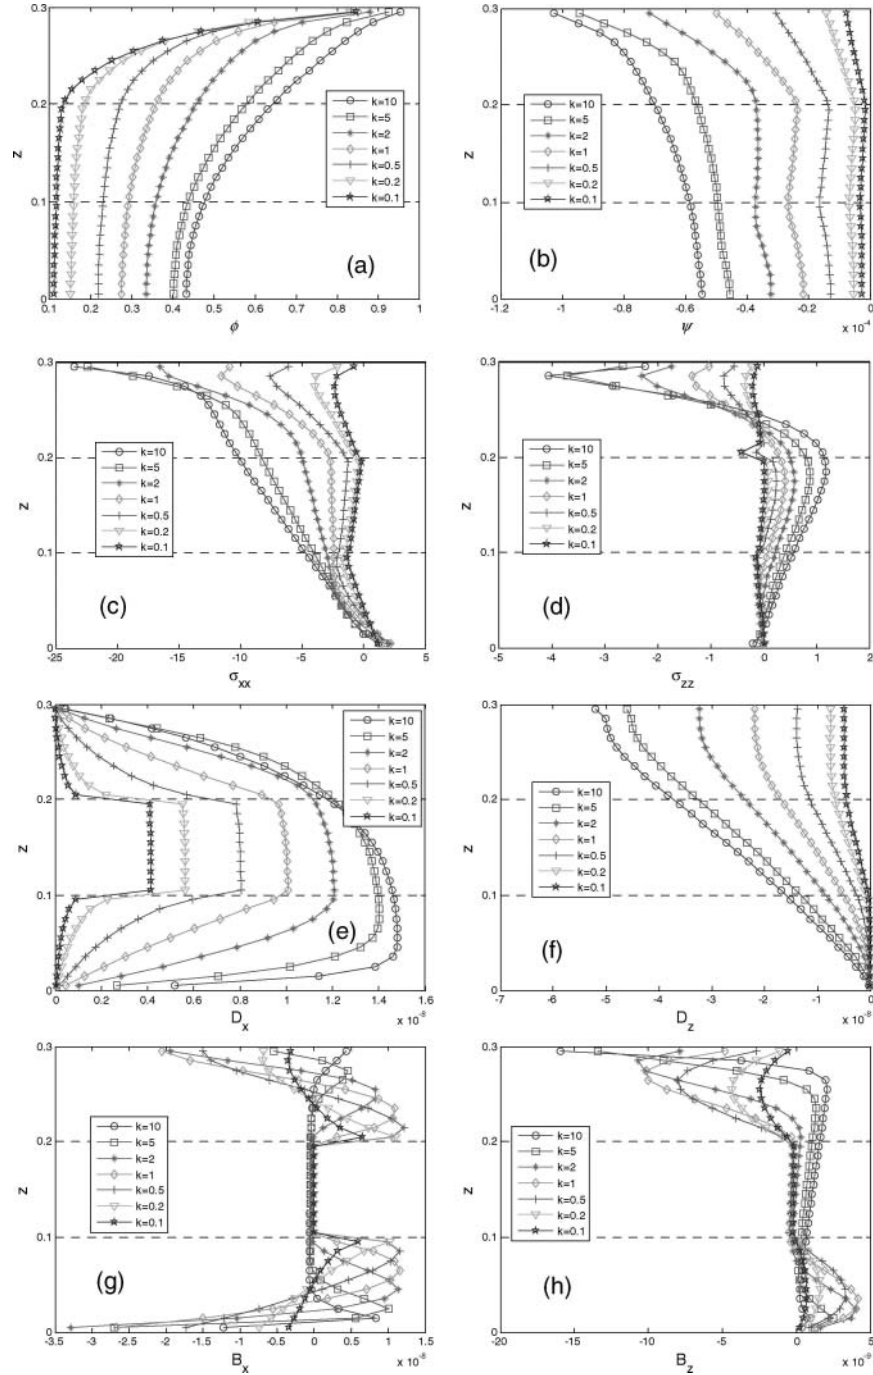 0.3
0.2
0.1
0
z
k=10
k=5
k=2
k=1
k=0.5
k=0.2
k=0.1
(a)
0.1 0.2 0.3 0.4 0.5 0.6 0.7 0.8 0.9 1
ϕ
0.3
0.2
0.1
0
z
k=10
k=5
k=2
k=1
k=0.5
k=0.2
k=0.1
(b)
-1.2 -1 -0.8 -0.6 -0.4 -0.2 0
ψ x 10⁻⁴
0.3
0.2
0.1
0
z
k=10
k=5
k=2
k=1
k=0.5
k=0.2
k=0.1
(c)
-25 -20 -15 -10 -5 0 5
σxx
0.3
0.2
0.1
0
z
k=10
k=5
k=2
k=1
k=0.5
k=0.2
k=0.1
(d)
-5 -4 -3 -2 -1 0 1 2
σzz
0.3
0.2
0.1
0
z
k=10
k=5
k=2
k=1
k=0.5
k=0.2
k=0.1
(e)
0 0.2 0.4 0.6 0.8 1 1.2 1.4 1.6
Dx x 10⁻⁸
0.3
0.2
0.1
0
z
k=10
k=5
k=2
k=1
k=0.5
k=0.2
k=0.1
(f)
-7 -6 -5 -4 -3 -2 -1 0
Dz x 10⁻⁸
0.3
0.2
0.1
0
z
k=10
k=5
k=2
k=1
k=0.5
k=0.2
k=0.1
(g)
-3.5 -3 -2.5 -2 -1.5 -1 -0.5 0 0.5 1 1.5
Bx x 10⁻⁸
0.3
0.2
0.1
0
z
k=10
k=5
k=2
k=1
k=0.5
k=0.2
k=0.1
(h)
-20 -15 -10 -5 0 5
Bz x 10⁻⁹